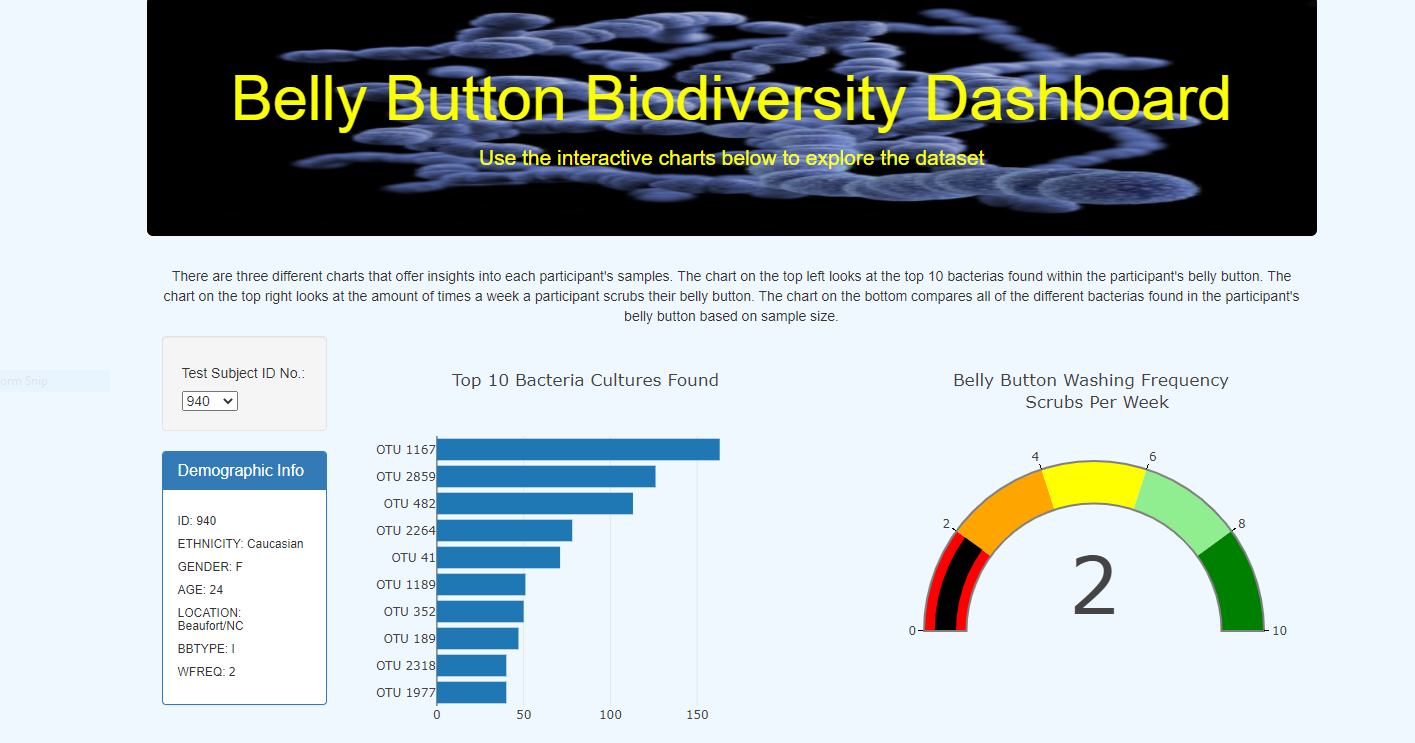 Belly Button Biodiversity Dashboard
Use the interactive charts below to explore the dataset
There are three different charts that offer insights into each participant's samples. The chart on the top left looks at the top 10 bacterias found within the participant's belly button. The
chart on the top right looks at the amount of times a week a participant scrubs their belly button. The chart on the bottom compares all of the different bacterias found in the participant's
belly button based on sample size.
Test Subject ID No.:
940
Demographic Info
ID: 940
ETHNICITY: Caucasian
GENDER: F
AGE: 24
LOCATION:
Beaufort/NC
BBTYPE: I
WFREQ: 2
Top 10 Bacteria Cultures Found
OTU 1167
OTU 2859
OTU 482
OTU 2264
OTU 41
OTU 1189
OTU 352
OTU 189
OTU 2318
OTU 1977
0 50 100 150
Belly Button Washing Frequency
Scrubs Per Week
0
2
4
6
8
10
2
orm Snip